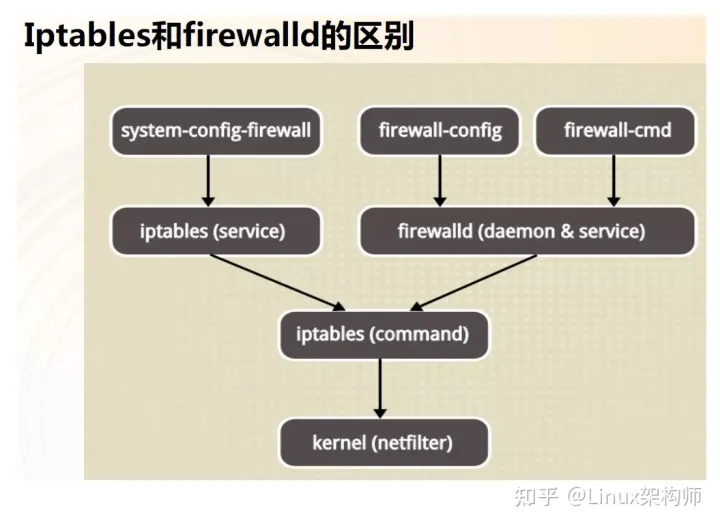 Iptables和firewalld的区别
system-config-firewall
firewall-config
firewall-cmd
iptables (service)
firewalld (daemon & service)
iptables (command)
kernel (netfilter)
知乎 @Linux架构师